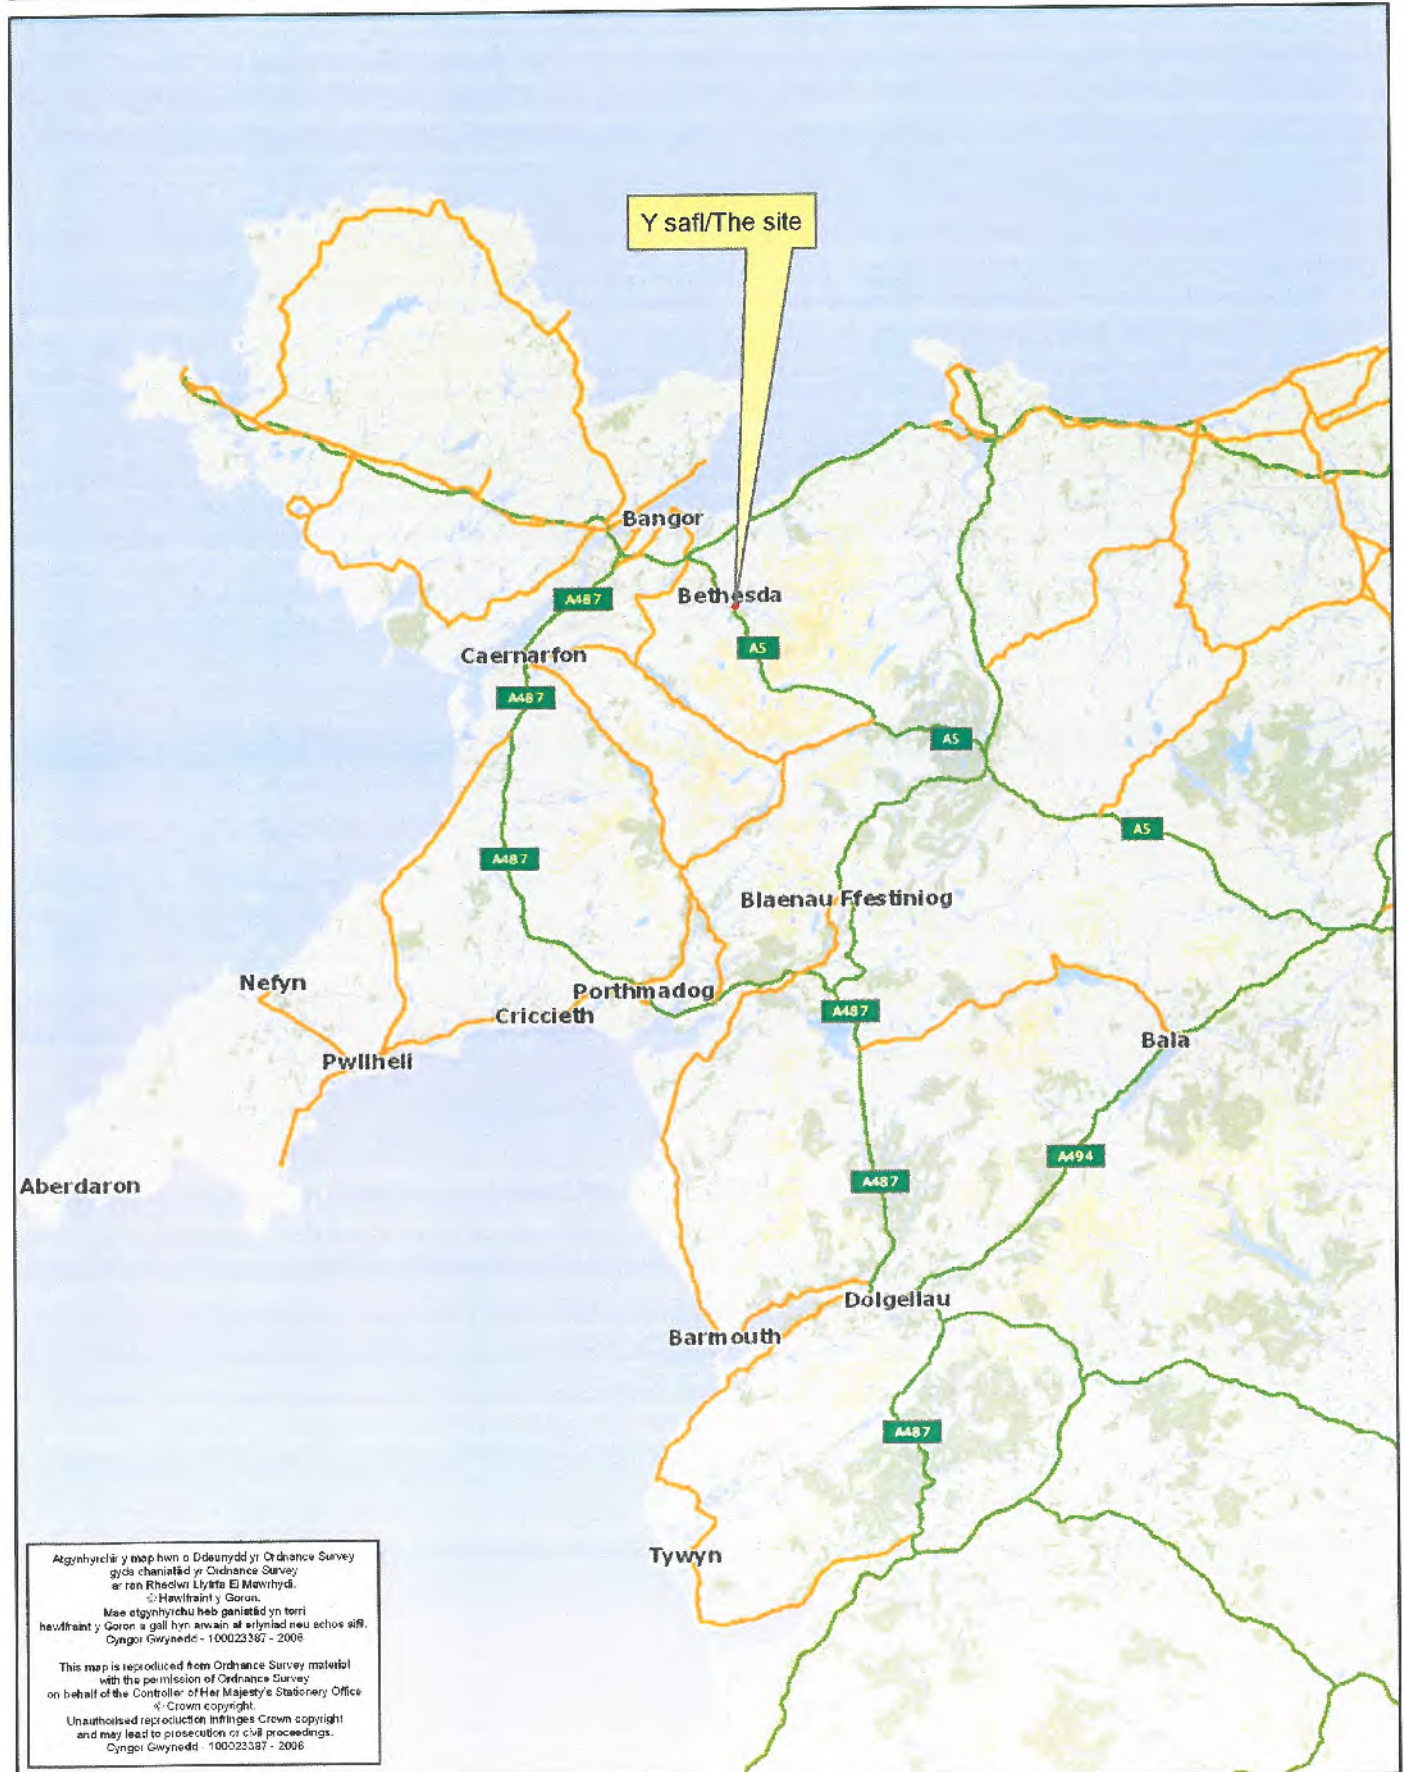 Y safl/The site
Bangor
A487
Bethesda
A5
Caernarfon
A487
A5
A5
A487
Blaenau Ffestiniog
Nefyn
Porthmadog
Criccieth
A487
Bala
Pwllheli
A494
A487
Aberdaron
Dolgellau
Barmouth
A487
Tywyn
Atgynhyrchir y map hwn o Ddeunydd yr Ordnance Survey
gyda chaniatâd yr Ordnance Survey
ar ran Rheolwr Llyfrfa Ei Mawrhydi.
© Hawlfraint y Goron.
Mae atgynhyrchu heb ganiatâd yn torri
hawlfraint y Goron a gall hyn arwain at erlyniad neu achos sifil.
Cyngor Gwynedd - 100023387 - 2006
This map is reproduced from Ordnance Survey material
with the permission of Ordnance Survey
on behalf of the Controller of Her Majesty's Stationery Office
© Crown copyright.
Unauthorised reproduction infringes Crown copyright
and may lead to prosecution or civil proceedings.
Cyngor Gwynedd - 100023387 - 2006